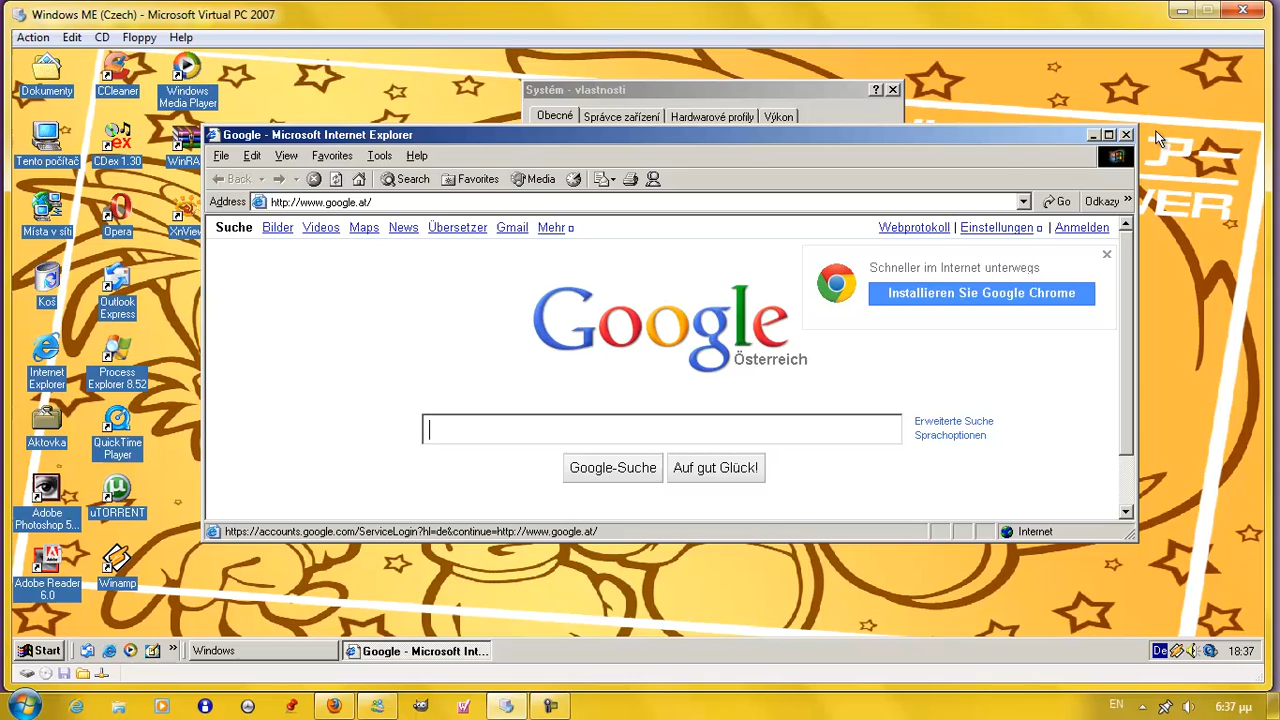 Windows ME (Czech) - Microsoft Virtual PC 2007
Action Edit CD Floppy Help
Dokumenty
CCleaner
Windows
Media Player
Systém - vlastnosti
Obecné Správce zařízení Hardwarové profily Výkon
Google - Microsoft Internet Explorer
File Edit View Favorites Tools Help
Back Search Favorites Media
Address http://www.google.at/ Go Odkazy »
Suche Bilder Videos Maps News Übersetzer Gmail Mehr
Webprotokoll | Einstellungen | Anmelden
Schneller im Internet unterwegs
Installieren Sie Google Chrome
Google
Österreich
Erweiterte Suche
Sprachoptionen
Google-Suche Auf gut Glück!
https://accounts.google.com/ServiceLogin?hl=de&continue=http://www.google.at/
Internet
Tento počítač
CDex 1.30
WinRA
Místa v síti
Opera
XnView
Koš
Outlook
Express
Internet
Explorer
Process
Explorer 8.52
Aktovka
QuickTime
Player
Adobe
Photoshop 5...
uTORRENT
Adobe Reader
6.0
Winamp
Start » Windows Google - Microsoft Int... De 18:37
EN 6:37 μμ